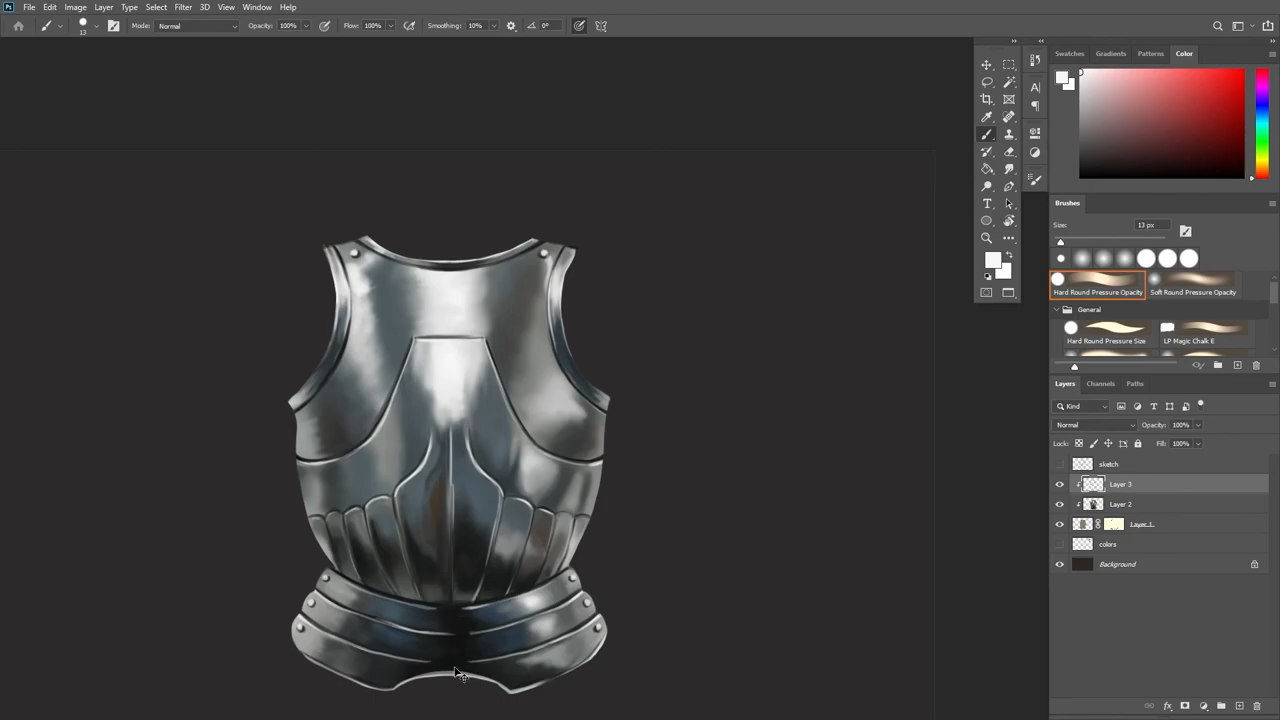 Ps File Edit Image Layer Type Select Filter 3D View Window Help
13 Mode: Normal Opacity: 100% Flow: 100% Smoothing: 10% 0°
Swatches Gradients Patterns Color
Brushes
Size: 13 px
Hard Round Pressure Opacity Soft Round Pressure Opacity
General
Hard Round Pressure Size LP Magic Chalk E
Layers Channels Paths
Kind
Normal Opacity: 100%
Lock: Fill: 100%
sketch
Layer 3
Layer 2
Layer 1
colors
Background